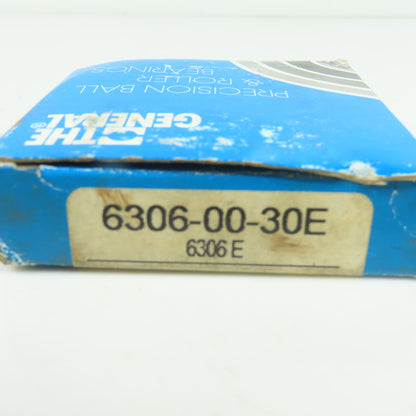 PRECISION BALL
& ROLLER
BEARINGS
THE
GENERAL®
6306-00-30E
6306 E